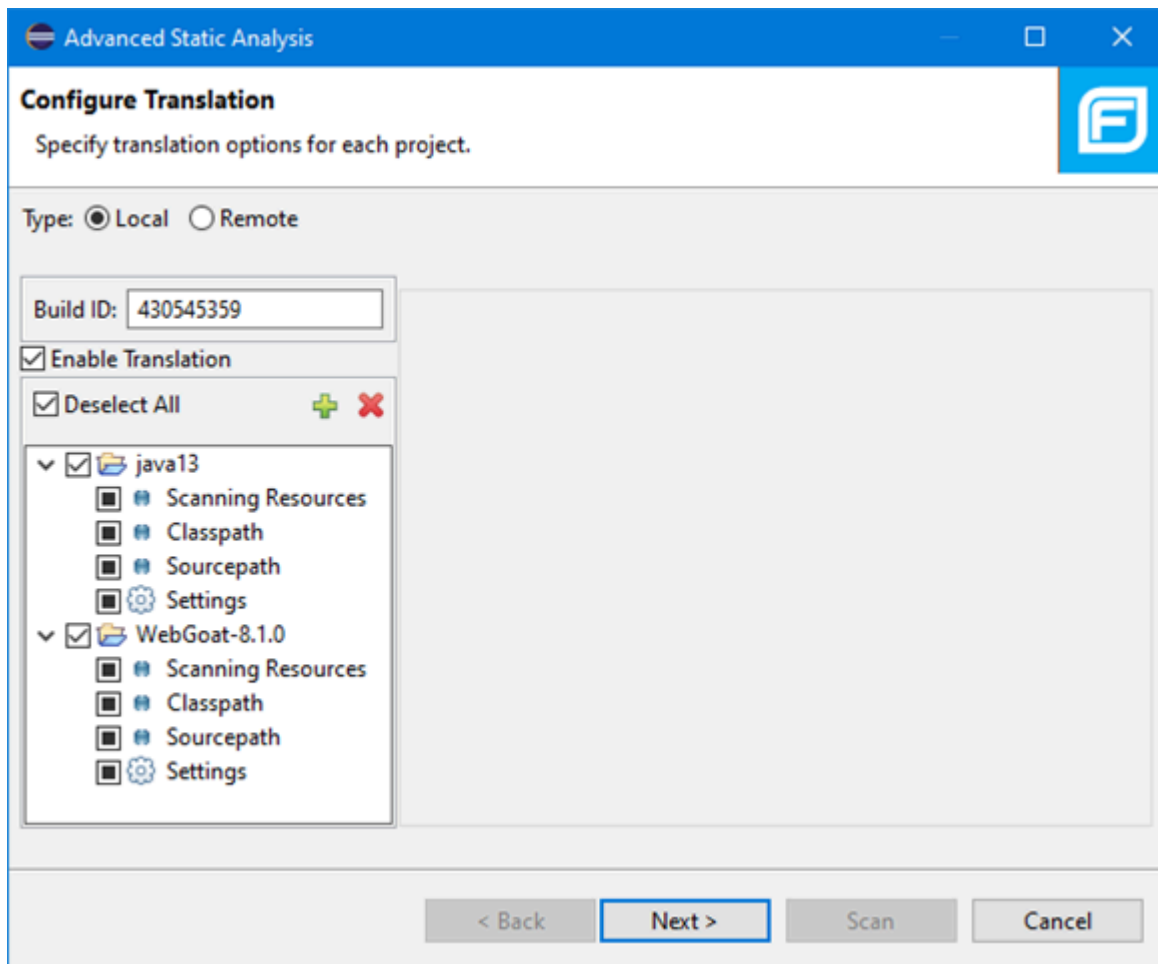 Advanced Static Analysis
Configure Translation
Specify translation options for each project.
Type: Local Remote
Build ID: 430545359
Enable Translation
Deselect All
java13
Scanning Resources
Classpath
Sourcepath
Settings
WebGoat-8.1.0
Scanning Resources
Classpath
Sourcepath
Settings
< Back Next > Scan Cancel